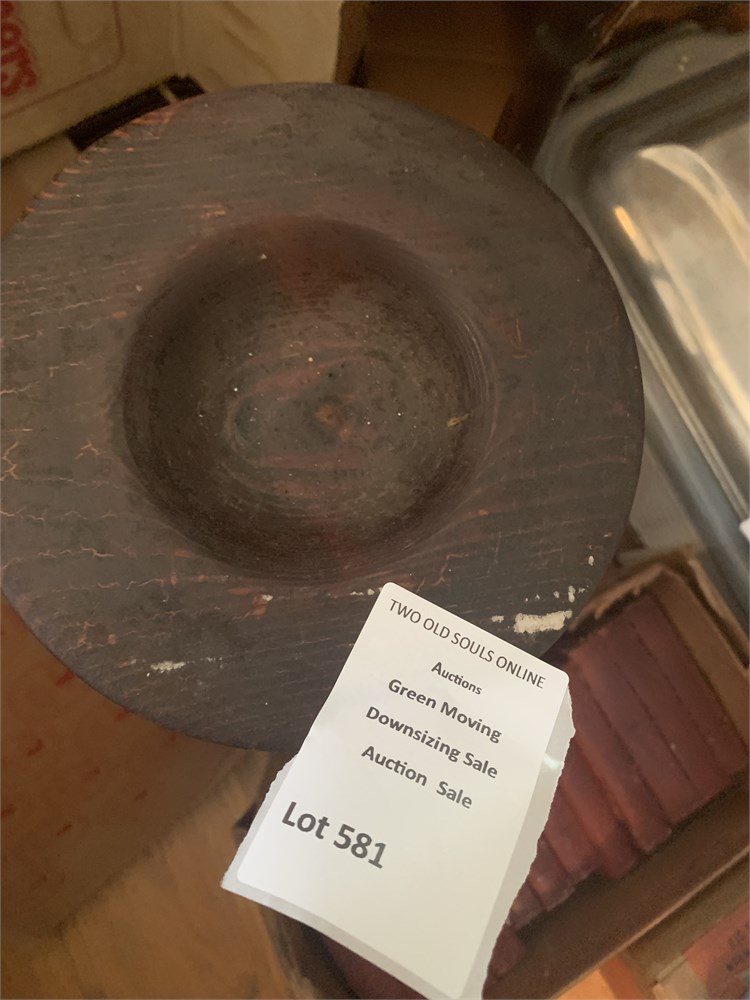 TWO OLD SOULS ONLINE
Auctions
Green Moving
Downsizing Sale
Auction Sale
Lot 581